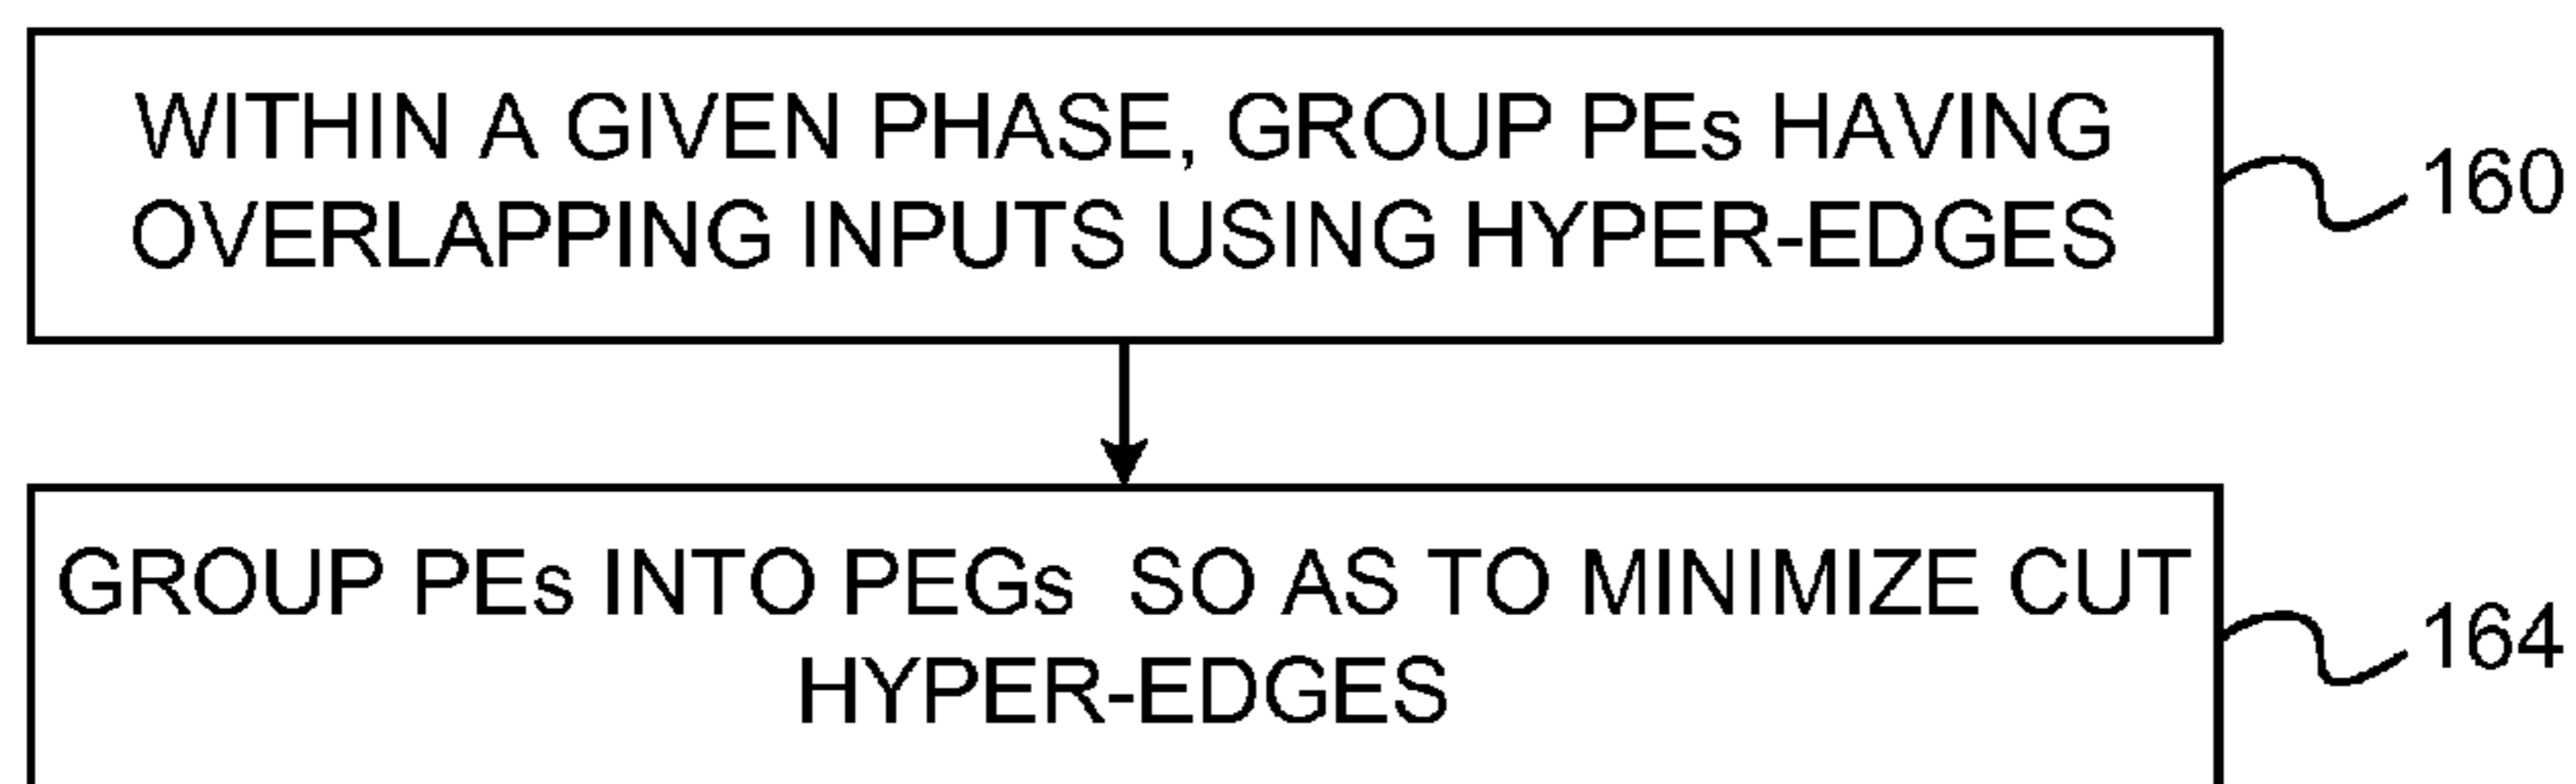 WITHIN A GIVEN PHASE, GROUP PEs HAVING
OVERLAPPING INPUTS USING HYPER-EDGES
160
GROUP PEs INTO PEGs SO AS TO MINIMIZE CUT
HYPER-EDGES
164